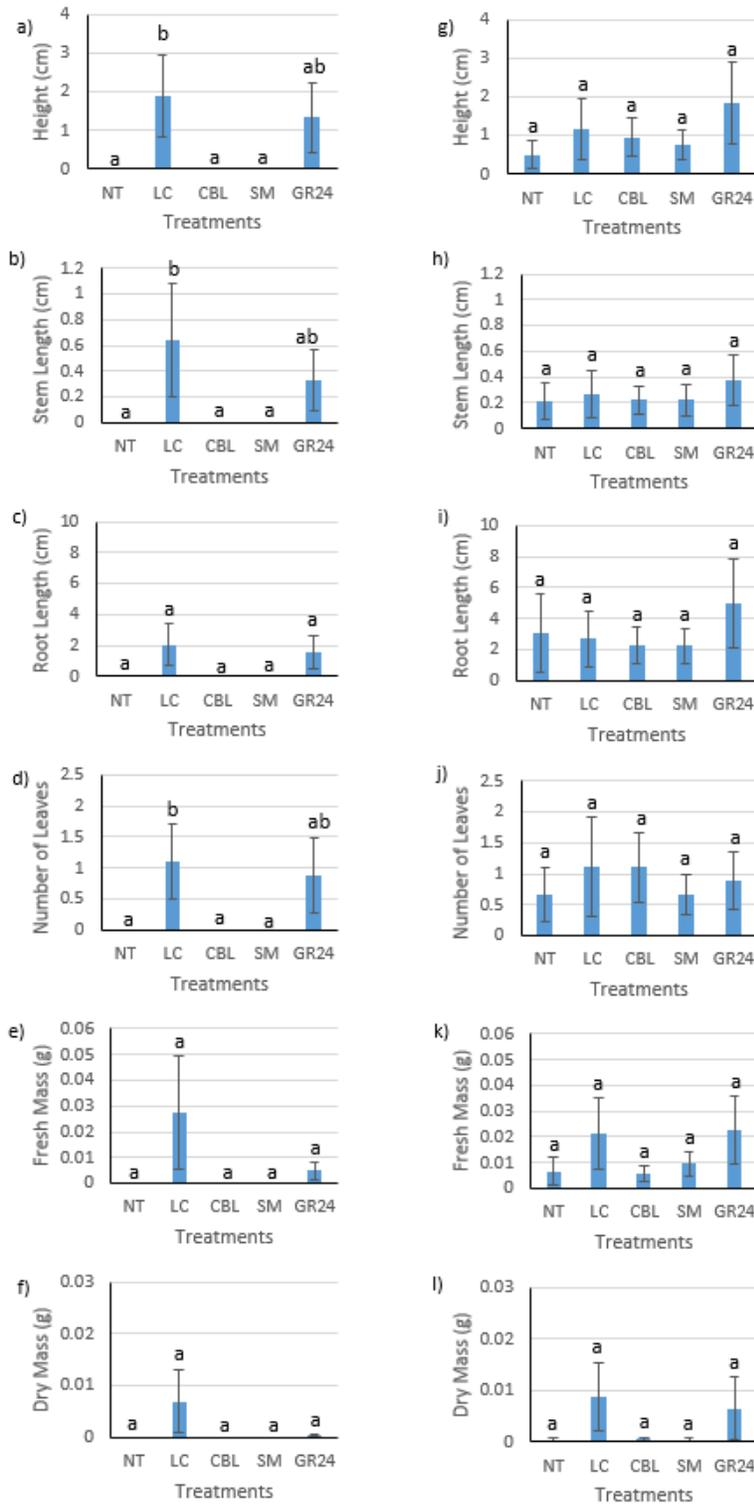 a)
Height (cm)
4
3
2
1
0
b
ab
a
a
a
NT LC CBL SM GR24
Treatments
b)
Stem Length (cm)
1.2
1
0.8
0.6
0.4
0.2
0
b
ab
a
a
a
NT LC CBL SM GR24
Treatments
c)
Root Length (cm)
10
8
6
4
2
0
a
a
a
a
a
NT LC CBL SM GR24
Treatments
d)
Number of Leaves
2.5
2
1.5
1
0.5
0
b
ab
a
a
a
NT LC CBL SM GR24
Treatments
e)
Fresh Mass (g)
0.06
0.05
0.04
0.03
0.02
0.01
0
a
a
a
a
a
NT LC CBL SM GR24
Treatments
f)
Dry Mass (g)
0.03
0.02
0.01
0
a
a
a
a
a
NT LC CBL SM GR24
Treatments
g)
Height (cm)
4
3
2
1
0
a
a
a
a
a
NT LC CBL SM GR24
Treatments
h)
Stem Length (cm)
1.2
1
0.8
0.6
0.4
0.2
0
a
a
a
a
a
NT LC CBL SM GR24
Treatments
i)
Root Length (cm)
10
8
6
4
2
0
a
a
a
a
a
NT LC CBL SM GR24
Treatments
j)
Number of Leaves
2.5
2
1.5
1
0.5
0
a
a
a
a
a
NT LC CBL SM GR24
Treatments
k)
Fresh Mass (g)
0.06
0.05
0.04
0.03
0.02
0.01
0
a
a
a
a
a
NT LC CBL SM GR24
Treatments
l)
Dry Mass (g)
0.03
0.02
0.01
0
a
a
a
a
a
NT LC CBL SM GR24
Treatments